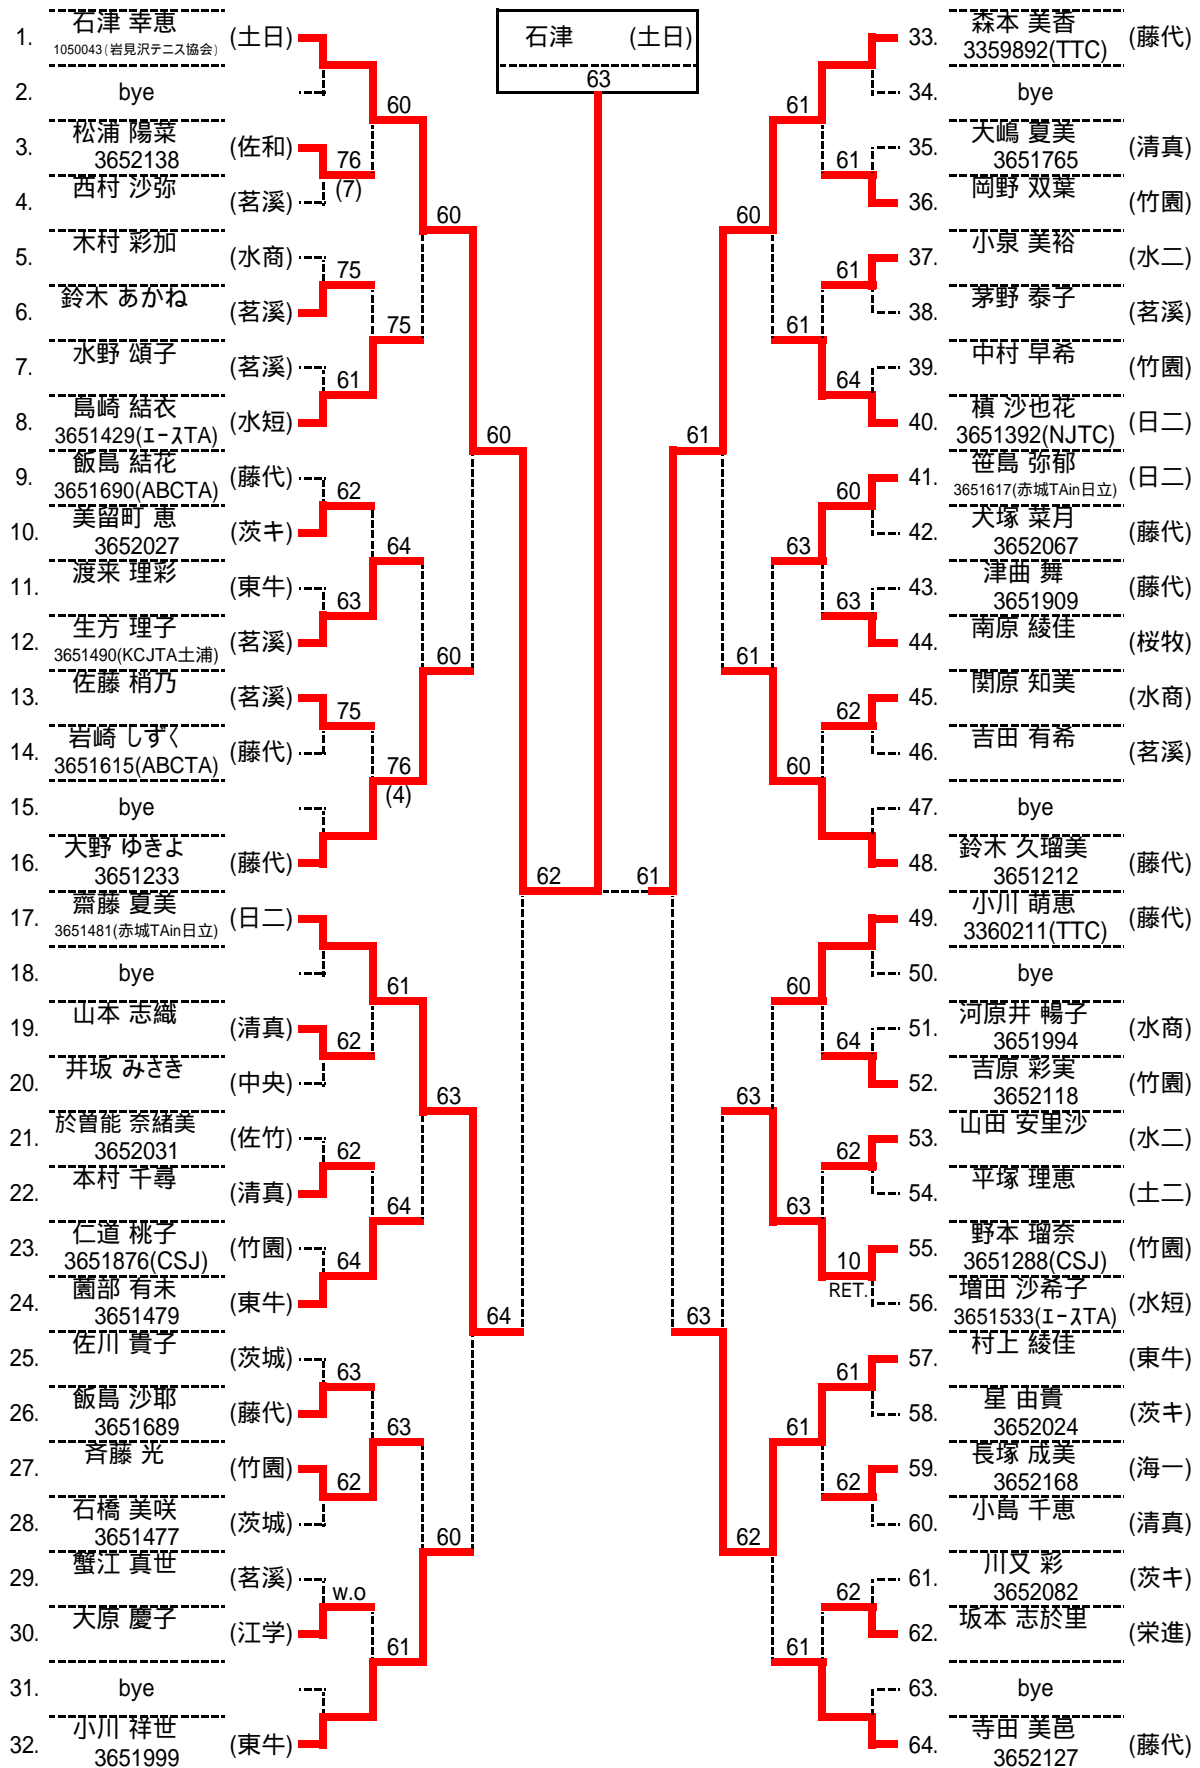 石津 (土日)
63
1. 石津 幸恵 (土日)
1050043(岩見沢テニス協会)
2. bye
60
3. 松浦 陽菜 (佐和)
3652138
76
(7)
4. 西村 沙弥 (茗溪)
60
5. 木村 彩加 (水商)
75
6. 鈴木 あかね (茗溪)
75
7. 水野 頌子 (茗溪)
61
8. 島崎 結衣 (水短)
3651429(エースTA)
60
9. 飯島 結花 (藤代)
3651690(ABCTA)
62
10. 美留町 恵 (茨キ)
3652027
64
11. 渡来 理彩 (東牛)
63
12. 生方 理子 (茗溪)
3651490(KCJTA土浦)
60
13. 佐藤 梢乃 (茗溪)
75
14. 岩崎 しずく (藤代)
3651615(ABCTA)
76
(4)
15. bye
16. 大野 ゆきよ (藤代)
3651233
62
17. 齋藤 夏美 (日二)
3651481(赤城TAin日立)
18. bye
61
19. 山本 志織 (清真)
62
20. 井坂 みさき (中央)
63
21. 於曽能 奈緒美 (佐竹)
3652031
62
22. 本村 千尋 (清真)
64
23. 仁道 桃子 (竹園)
3651876(CSJ)
64
24. 薗部 有未 (東牛)
3651479
64
25. 佐川 貴子 (茨城)
63
26. 飯島 沙耶 (藤代)
3651689
63
27. 斉藤 光 (竹園)
62
28. 石橋 美咲 (茨城)
3651477
60
29. 蟹江 真世 (茗溪)
w.o
30. 大原 慶子 (江学)
61
31. bye
32. 小川 祥世 (東牛)
3651999
33. 森本 美香 (藤代)
3359892(TTC)
34. bye
61
35. 大嶋 夏美 (清真)
3651765
61
36. 岡野 双葉 (竹園)
60
37. 小泉 美裕 (水二)
61
38. 茅野 泰子 (茗溪)
61
39. 中村 早希 (竹園)
64
40. 槙 沙也花 (日二)
3651392(NJTC)
61
41. 笹島 弥郁 (日二)
3651617(赤城TAin日立)
60
42. 犬塚 菜月 (藤代)
3652067
63
43. 津曲 舞 (藤代)
3651909
63
44. 南原 綾佳 (桜牧)
61
45. 関原 知美 (水商)
62
46. 吉田 有希 (茗溪)
60
47. bye
48. 鈴木 久瑠美 (藤代)
3651212
61
49. 小川 萌恵 (藤代)
3360211(TTC)
50. bye
60
51. 河原井 暢子 (水商)
3651994
64
52. 吉原 彩実 (竹園)
3652118
63
53. 山田 安里沙 (水二)
62
54. 平塚 理恵 (土二)
63
55. 野本 瑠奈 (竹園)
3651288(CSJ)
10
RET.
56. 増田 沙希子 (水短)
3651533(エースTA)
63
57. 村上 綾佳 (東牛)
61
58. 星 由貴 (茨キ)
3652024
61
59. 長塚 成美 (海一)
3652168
62
60. 小島 千恵 (清真)
62
61. 川又 彩 (茨キ)
3652082
62
62. 坂本 志於里 (栄進)
61
63. bye
64. 寺田 美邑 (藤代)
3652127